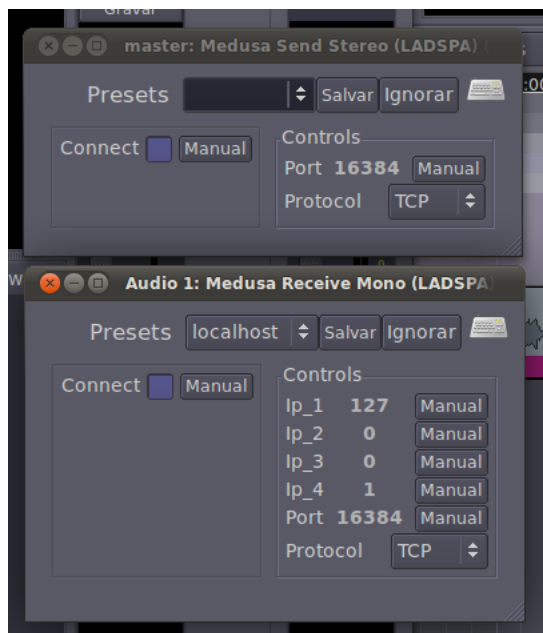 Gravar
master: Medusa Send Stereo (LADSPA) (
Presets Salvar Ignorar
Connect Manual
Controls
Port 16384 Manual
Protocol TCP
Audio 1: Medusa Receive Mono (LADSPA)
Presets localhost Salvar Ignorar
Connect Manual
Controls
Ip_1 127 Manual
Ip_2 0 Manual
Ip_3 0 Manual
Ip_4 1 Manual
Port 16384 Manual
Protocol TCP